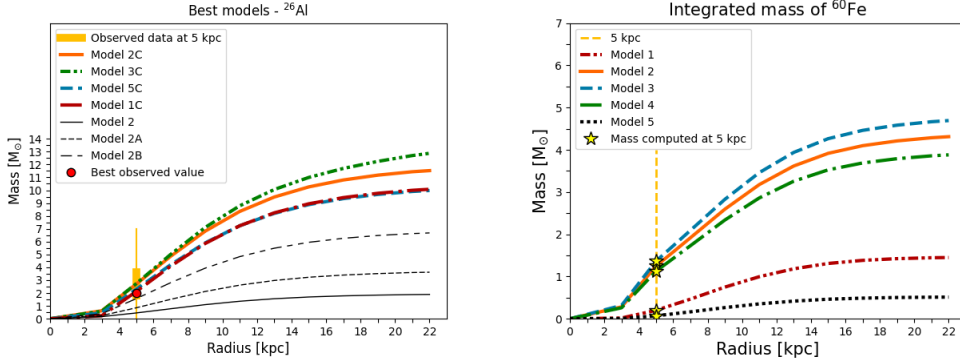 Best models - ²⁶Al
Observed data at 5 kpc
Model 2C
Model 3C
Model 5C
Model 1C
Model 2
Model 2A
Model 2B
Best observed value
Mass [M⊙]
14
13
12
11
10
9
8
7
6
5
4
3
2
1
0
0 2 4 6 8 10 12 14 16 18 20 22
Radius [kpc]
Integrated mass of ⁶⁰Fe
5 kpc
Model 1
Model 2
Model 3
Model 4
Model 5
Mass computed at 5 kpc
Mass [M⊙]
7
6
5
4
3
2
1
0
0 2 4 6 8 10 12 14 16 18 20 22
Radius [kpc]